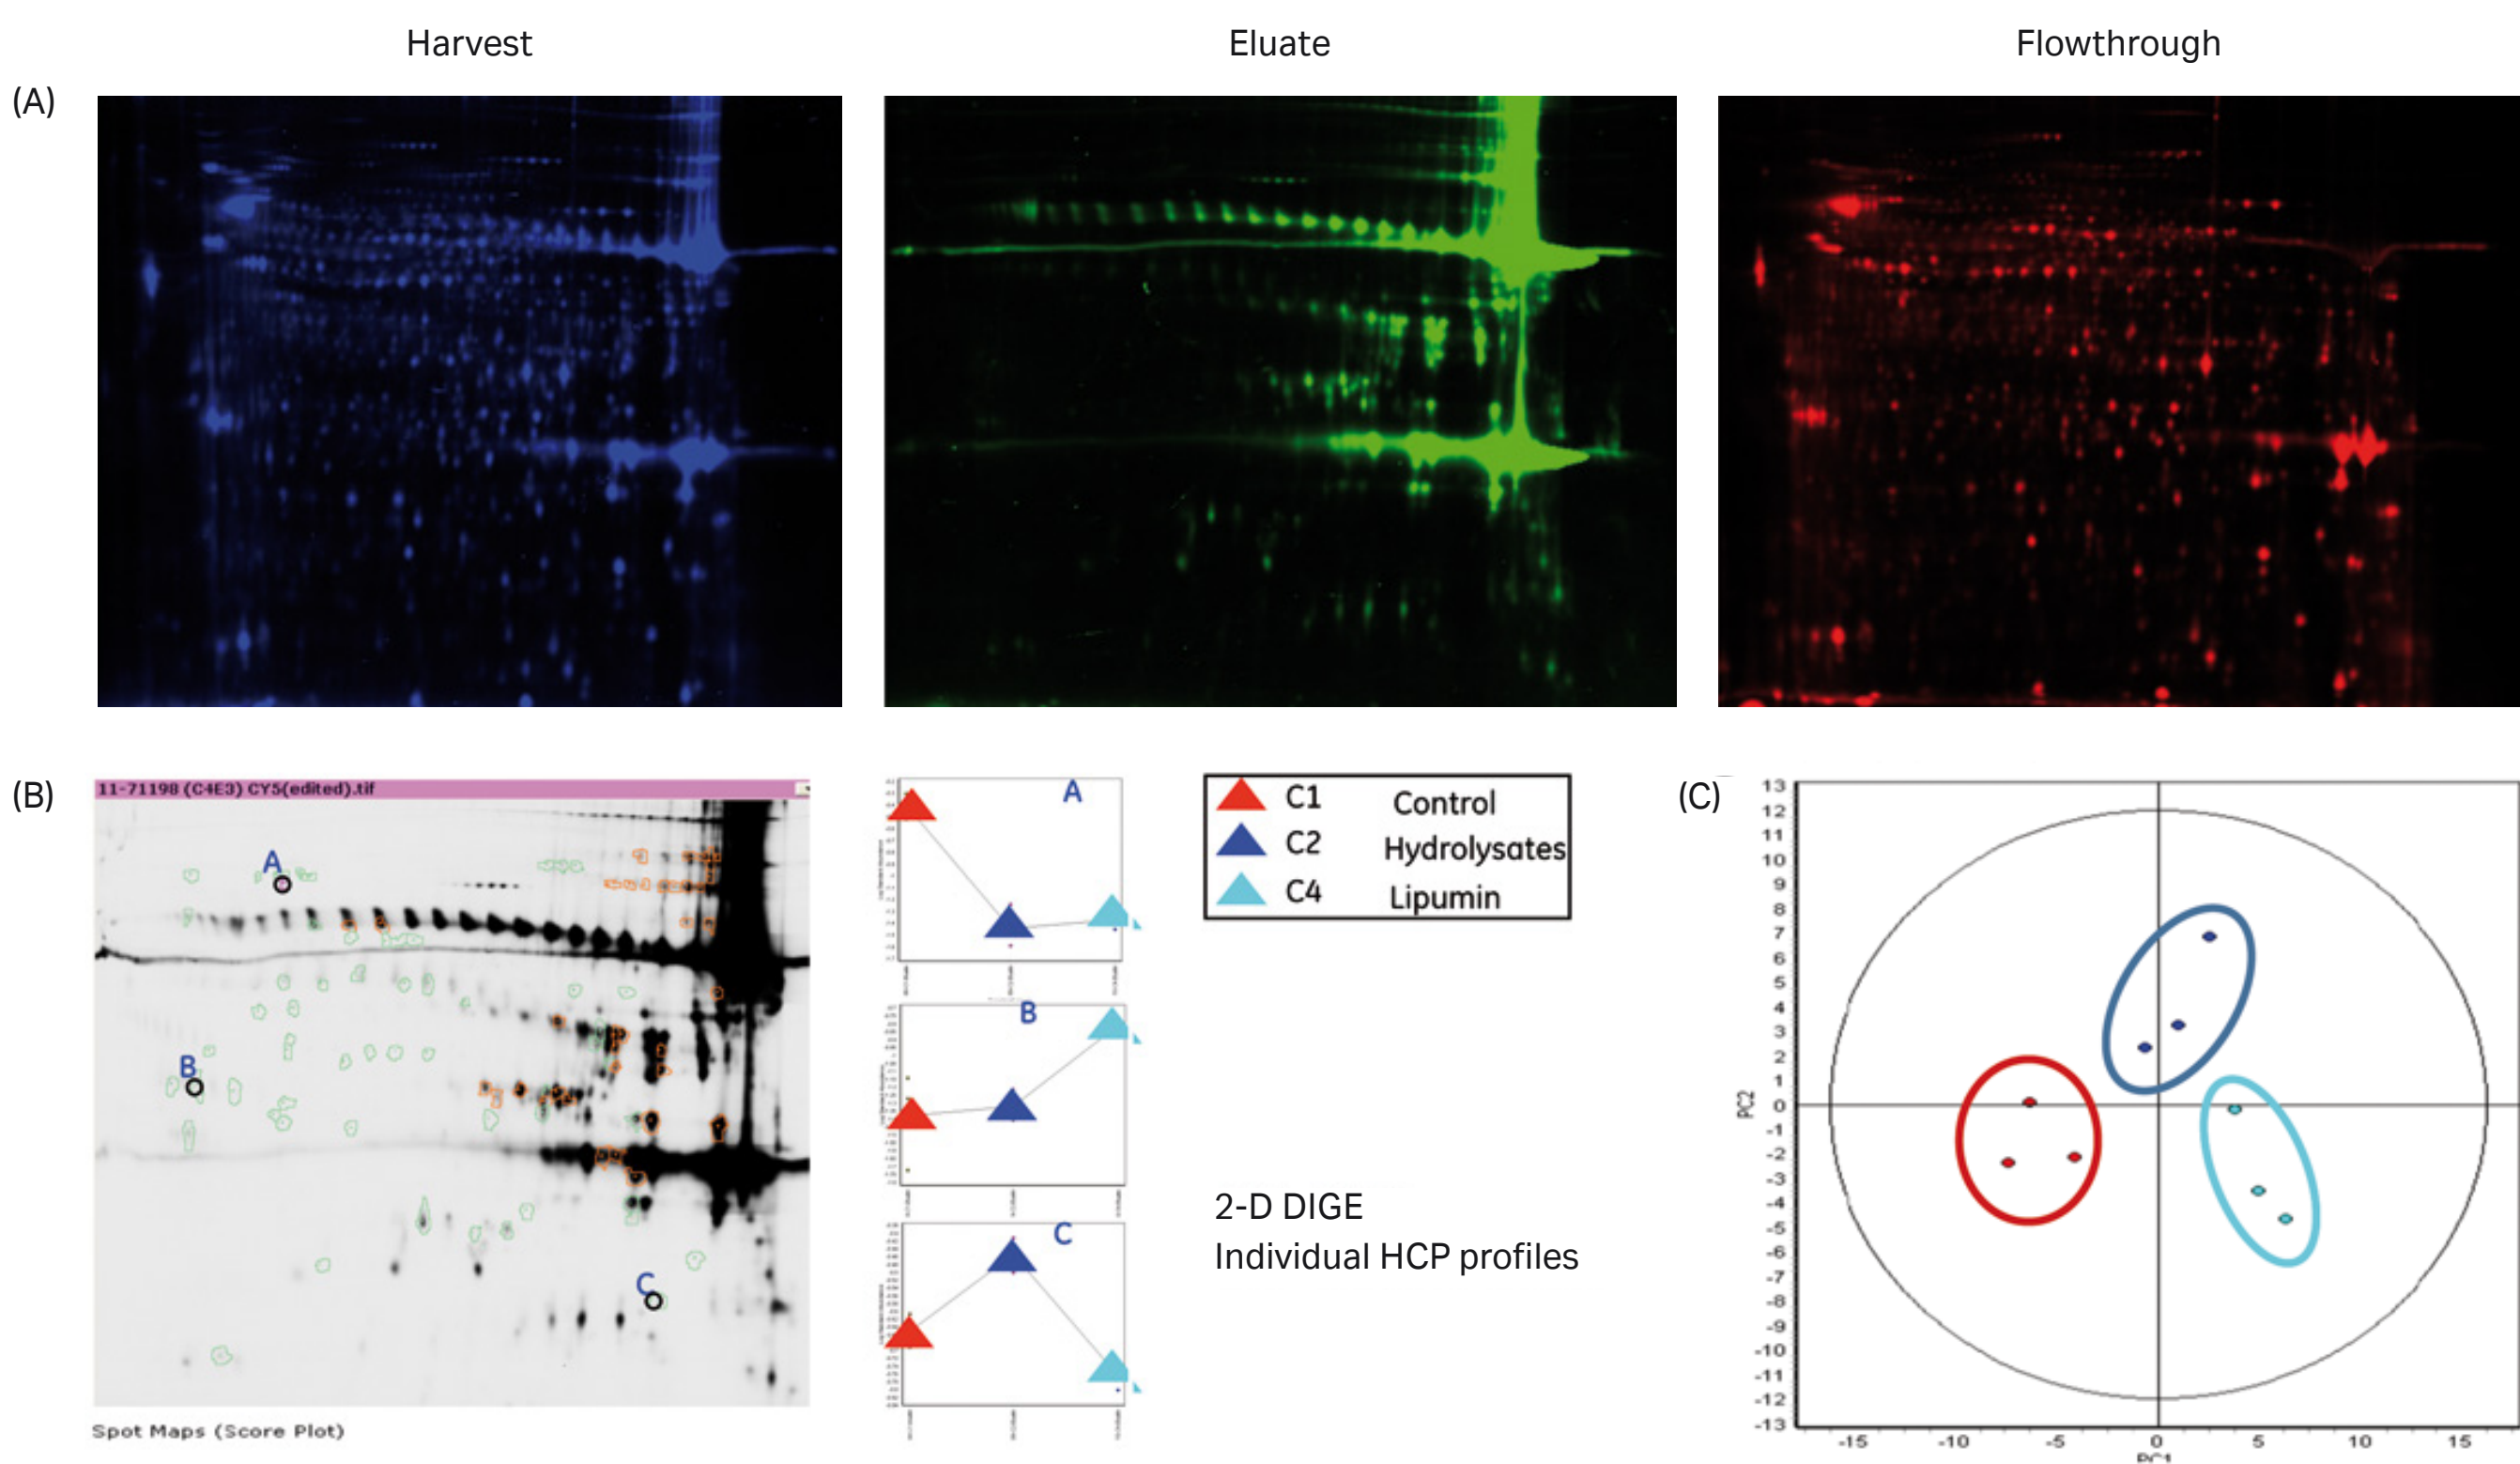 Harvest
Eluate
Flowthrough
(A)
(B)
11-71198 (C4E3) CY5(edited).tif
A
B
C
Spot Maps (Score Plot)
A
B
C
C1 Control
C2 Hydrolysates
C4 Lipumin
2-D DIGE
Individual HCP profiles
(C)
13
12
11
10
9
8
7
6
5
4
3
2
1
0
-1
-2
-3
-4
-5
-6
-7
-8
-9
-10
-11
-12
-13
PC2
-15 -10 -5 0 5 10 15
PC1